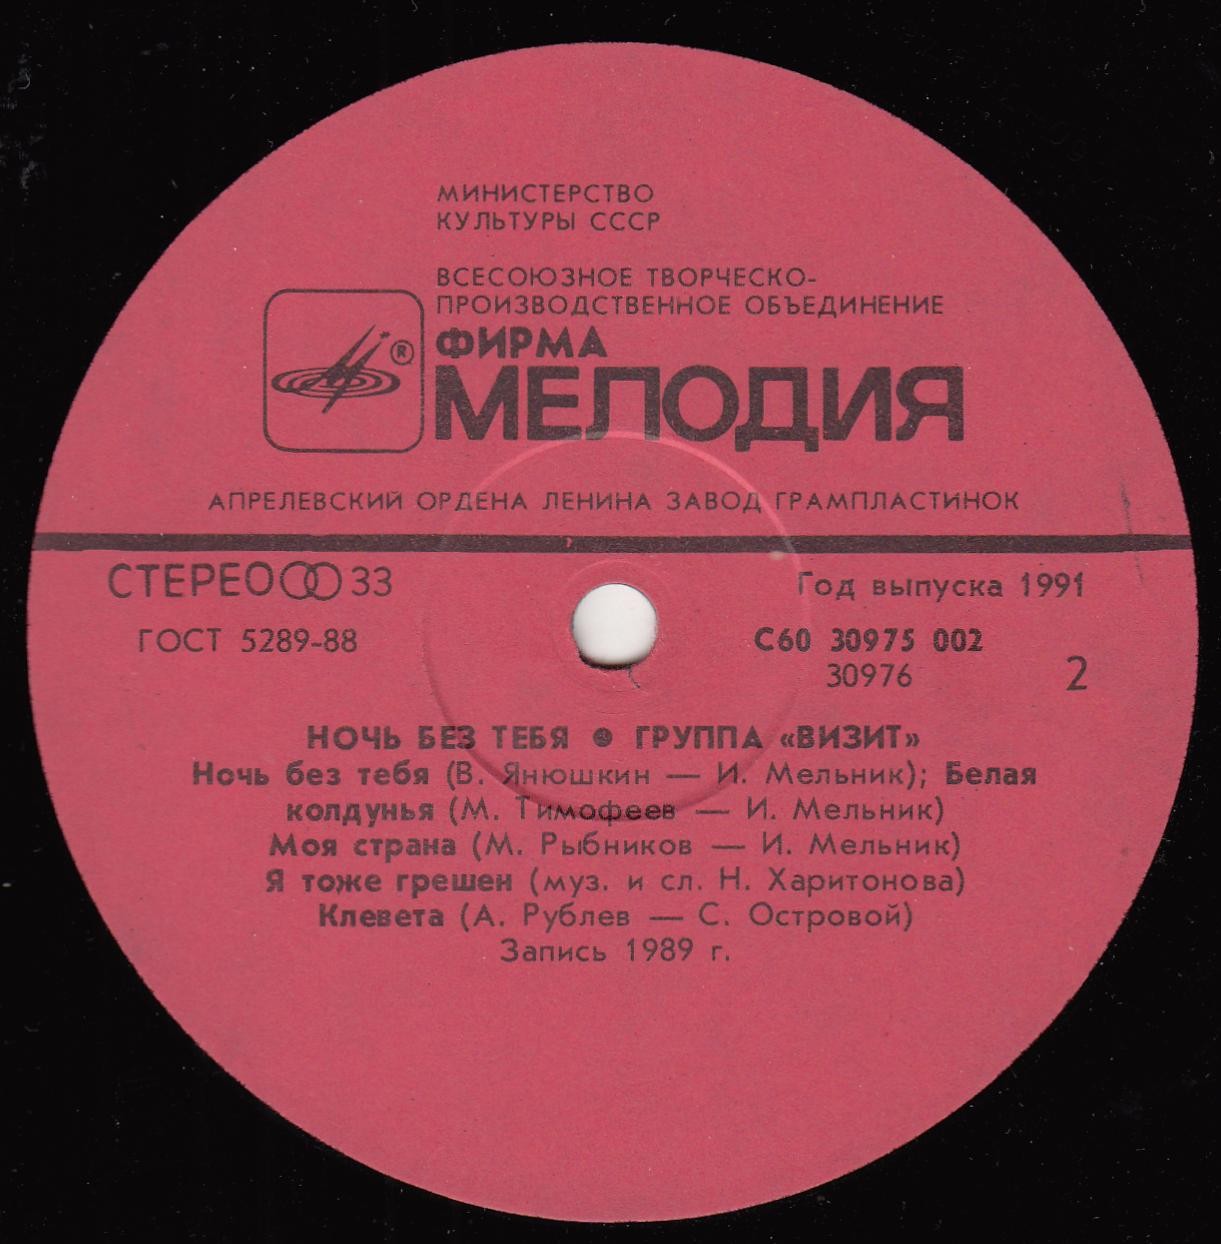 МИНИСТЕРСТВО
КУЛЬТУРЫ СССР
ВСЕСОЮЗНОЕ ТВОРЧЕСКО-
ПРОИЗВОДСТВЕННОЕ ОБЪЕДИНЕНИЕ
ФИРМА
®
МЕЛОДИЯ
АПРЕЛЕВСКИЙ ОРДЕНА ЛЕНИНА ЗАВОД ГРАМПЛАСТИНОК
СТЕРЕО 33
Год выпуска 1991
ГОСТ 5289-88
С60 30975 002
30976
2
НОЧЬ БЕЗ ТЕБЯ ● ГРУППА «ВИЗИТ»
Ночь без тебя (В. Янюшкин — И. Мельник); Белая
колдунья (М. Тимофеев — И. Мельник)
Моя страна (М. Рыбников — И. Мельник)
Я тоже грешен (муз. и сл. Н. Харитонова)
Клевета (А. Рублев — С. Островой)
Запись 1989 г.